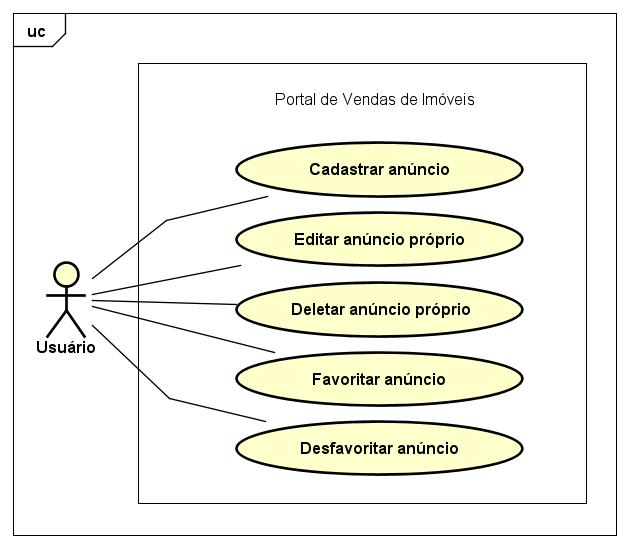 uc
Portal de Vendas de Imóveis
Cadastrar anúncio
Editar anúncio próprio
Deletar anúncio próprio
Usuário
Favoritar anúncio
Desfavoritar anúncio